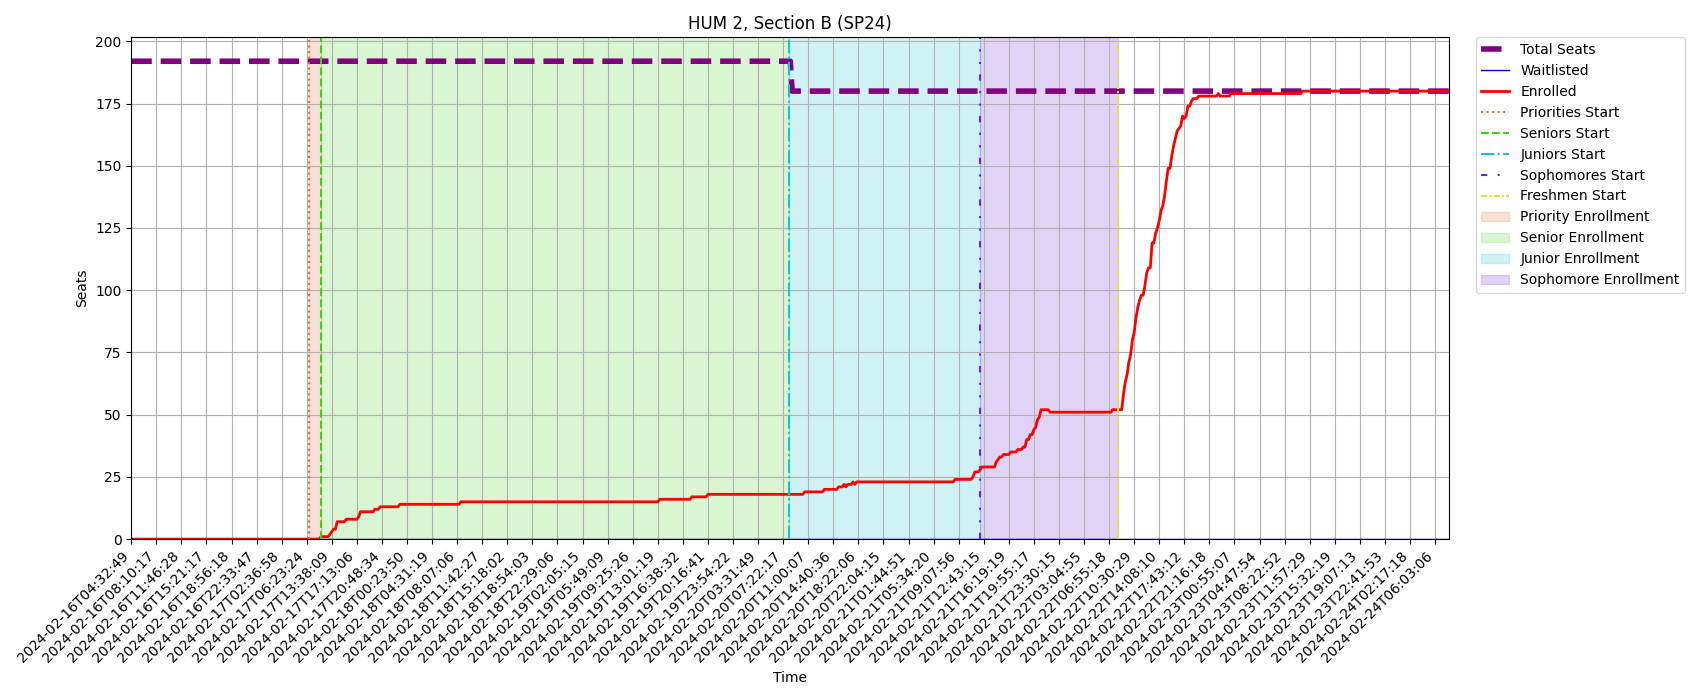 HUM 2, Section B (SP24)
Seats
200
175
150
125
100
75
50
25
0
2024-02-16T04:32:49
2024-02-16T08:10:17
2024-02-16T11:46:28
2024-02-16T15:21:17
2024-02-16T18:56:18
2024-02-16T22:33:47
2024-02-17T02:36:58
2024-02-17T06:23:24
2024-02-17T13:38:09
2024-02-17T17:13:06
2024-02-17T20:48:34
2024-02-18T00:23:50
2024-02-18T04:31:19
2024-02-18T08:07:06
2024-02-18T11:42:27
2024-02-18T15:18:02
2024-02-18T18:54:03
2024-02-18T22:29:06
2024-02-19T02:05:15
2024-02-19T05:49:09
2024-02-19T09:25:26
2024-02-19T13:01:19
2024-02-19T16:38:32
2024-02-19T20:16:41
2024-02-19T23:54:22
2024-02-20T03:31:49
2024-02-20T07:22:17
2024-02-20T11:00:07
2024-02-20T14:40:36
2024-02-20T18:22:06
2024-02-20T22:04:15
2024-02-21T01:44:51
2024-02-21T05:34:20
2024-02-21T09:07:56
2024-02-21T12:43:15
2024-02-21T16:19:19
2024-02-21T19:55:17
2024-02-21T23:30:15
2024-02-22T03:04:55
2024-02-22T06:55:18
2024-02-22T10:30:29
2024-02-22T14:08:10
2024-02-22T17:43:12
2024-02-22T21:16:18
2024-02-23T00:55:07
2024-02-23T04:47:54
2024-02-23T08:22:52
2024-02-23T11:57:29
2024-02-23T15:32:19
2024-02-23T19:07:13
2024-02-23T22:41:53
2024-02-24T02:17:18
2024-02-24T06:03:06
Time
Total Seats
Waitlisted
Enrolled
Priorities Start
Seniors Start
Juniors Start
Sophomores Start
Freshmen Start
Priority Enrollment
Senior Enrollment
Junior Enrollment
Sophomore Enrollment